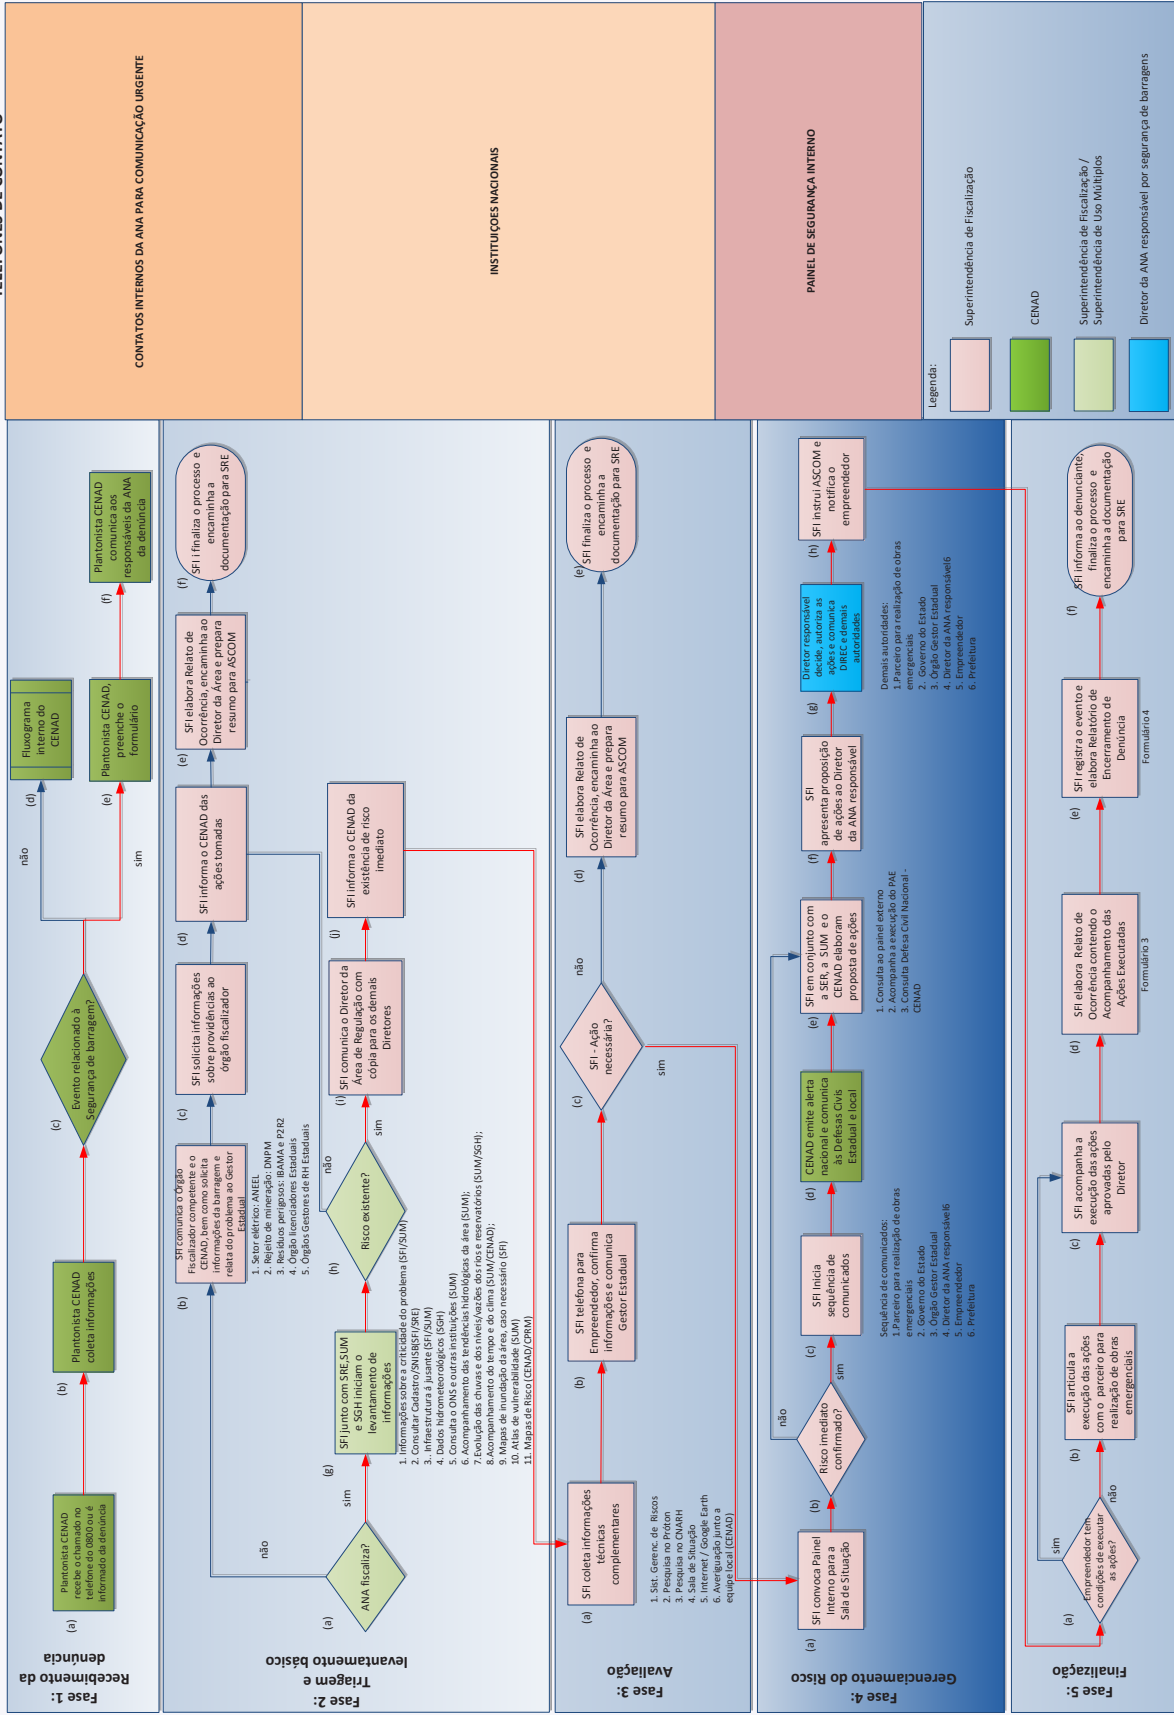 TELEFONES DE CONTATO
CONTATOS INTERNOS DA ANA PARA COMUNICAÇÃO URGENTE
INSTITUIÇOES NACIONAIS
PAINEL DE SEGURANÇA INTERNO
Legenda:
Superintendência de Fiscalização
CENAD
Superintendência de Fiscalização /
Superintendência de Uso Múltiplos
Diretor da ANA responsável por segurança de barragens
Fase 1:
Recebimento da
denúncia
(a)
Plantonista CENAD
recebe o chamado no
telefone do 0800 ou é
informado da denúncia
(b)
Plantonista CENAD
coleta informações
(c)
Evento relacionado à
Segurança de barragem?
não
sim
(d)
Fluxograma
interno do
CENAD
(e)
Plantonista CENAD,
preenche o
formulário
(f)
Plantonista CENAD
comunica aos
responsáveis da ANA
da denúncia
Fase 2:
Triagem e
levantamento básico
(a)
ANA fiscaliza?
não
sim
(b)
SFI comunica o Órgão
Fiscalizador competente e o
CENAD, bem como solicita
informações da barragem e
relata do problema ao Gestor
Estadual
1. Setor elétrico: ANEEL
2. Rejeito de mineração: DNPM
3. Resíduos perigosos: IBAMA e P2R2
4. Órgão licenciadores Estaduais
5. Órgãos Gestores de RH Estaduais
(c)
SFI solicita informações
sobre providências ao
órgão fiscalizador
(d)
SFI informa o CENAD das
ações tomadas
(e)
SFI elabora Relato de
Ocorrência, encaminha ao
Diretor da Área e prepara
resumo para ASCOM
(f)
SFI i finaliza o processo e
encaminha a
documentação para SRE
(g)
SFI junto com SRE,SUM
e SGH iniciam o
levantamento de
informações
1. Informações sobre a criticidade do problema (SFI/SUM)
2. Consultar Cadastro/SNISB(SFI/SRE)
3.. Infraestrutura á jusante (SFI/SUM)
4. Dados hidrometeorológicos (SGH)
5. Consulta o ONS e outras instituições (SUM)
6. Acompanhamento das tendências hidrológicas da área (SUM);
7.Evolução das chuvas e dos níveis/vazões dos rios e reservatórios (SUM/SGH);
8.Acompanhamento do tempo e do clima (SUM/CENAD);
9. Mapas de inundação da área, caso necessário (SFI)
10. Atlas de vulnerabilidade (SUM)
11. Mapas de Risco (CENAD/CPRM)
(h)
Risco existente?
não
sim
(i)
SFI comunica o Diretor da
Área de Regulação com
cópia para os demais
Diretores
(j)
SFI informa o CENAD da
existência de risco
imediato
Fase 3:
Avaliação
(a)
SFI coleta informações
técnicas
complementares
1. Sist. Gerenc. de Riscos
2. Pesquisa no Próton
3. Pesquisa no CNARH
4. Sala de Situação
5. Internet / Google Earth
6. Averiguação junto a
equipe local (CENAD)
(b)
SFI telefona para
Empreendedor, confirma
informações e comunica
Gestor Estadual
(c)
SFI - Ação
necessária?
não
sim
(d)
SFI elabora Relato de
Ocorrência, encaminha ao
Diretor da Área e prepara
resumo para ASCOM
(e)
SFI finaliza o processo e
encaminha a
documentação para SRE
Fase 4:
Gerenciamento do Risco
(a)
SFI convoca Painel
Interno para a
Sala de Situação
(b)
Risco imediato
confirmado?
não
sim
(c)
SFI Inicia
sequência de
comunicados
Sequência de comunicados:
1.Parceiro para realização de obras
emergenciais
2. Governo do Estado
3. Órgão Gestor Estadual
4. Diretor da ANA responsável6
5. Empreendedor
6. Prefeitura
(d)
CENAD emite alerta
nacional e comunica
às Defesas Civis
Estadual e local
(e)
SFI em conjunto com
a SER, a SUM e o
CENAD elaboram
proposta de ações
1. Consulta ao painel externo
2. Acompanha a execução do PAE
3. Consulta Defesa Civil Nacional -
CENAD
(f)
SFI
apresenta proposição
de ações ao Diretor
da ANA responsável
(g)
Diretor responsável
decide, autoriza as
ações e comunica
DIREC e demais
autoridades
Demais autoridades:
1.Parceiro para realização de obras
emergenciais
2. Governo do Estado
3. Órgão Gestor Estadual
4. Diretor da ANA responsável6
5. Empreendedor
6. Prefeitura
(h)
SFI Instrui ASCOM e
notifica o
empreendedor
Fase 5:
Finalização
(a)
Empreendedor tem
condições de executar
as ações?
sim
não
(b)
SFI articula a
execução das ações
com o parceiro para
realização de obras
emergenciais
(c)
SFI acompanha a
execução das ações
aprovadas pelo
Diretor
(d)
SFI elabora Relato de
Ocorrência contendo o
Acompanhamento das
Ações Executadas
Formulário 3
(e)
SFI registra o evento e
elabora Relatório de
Encerramento de
Denúncia
Formulário 4
(f)
SFI informa ao denunciante,
finaliza o processo e
encaminha a documentação
para SRE